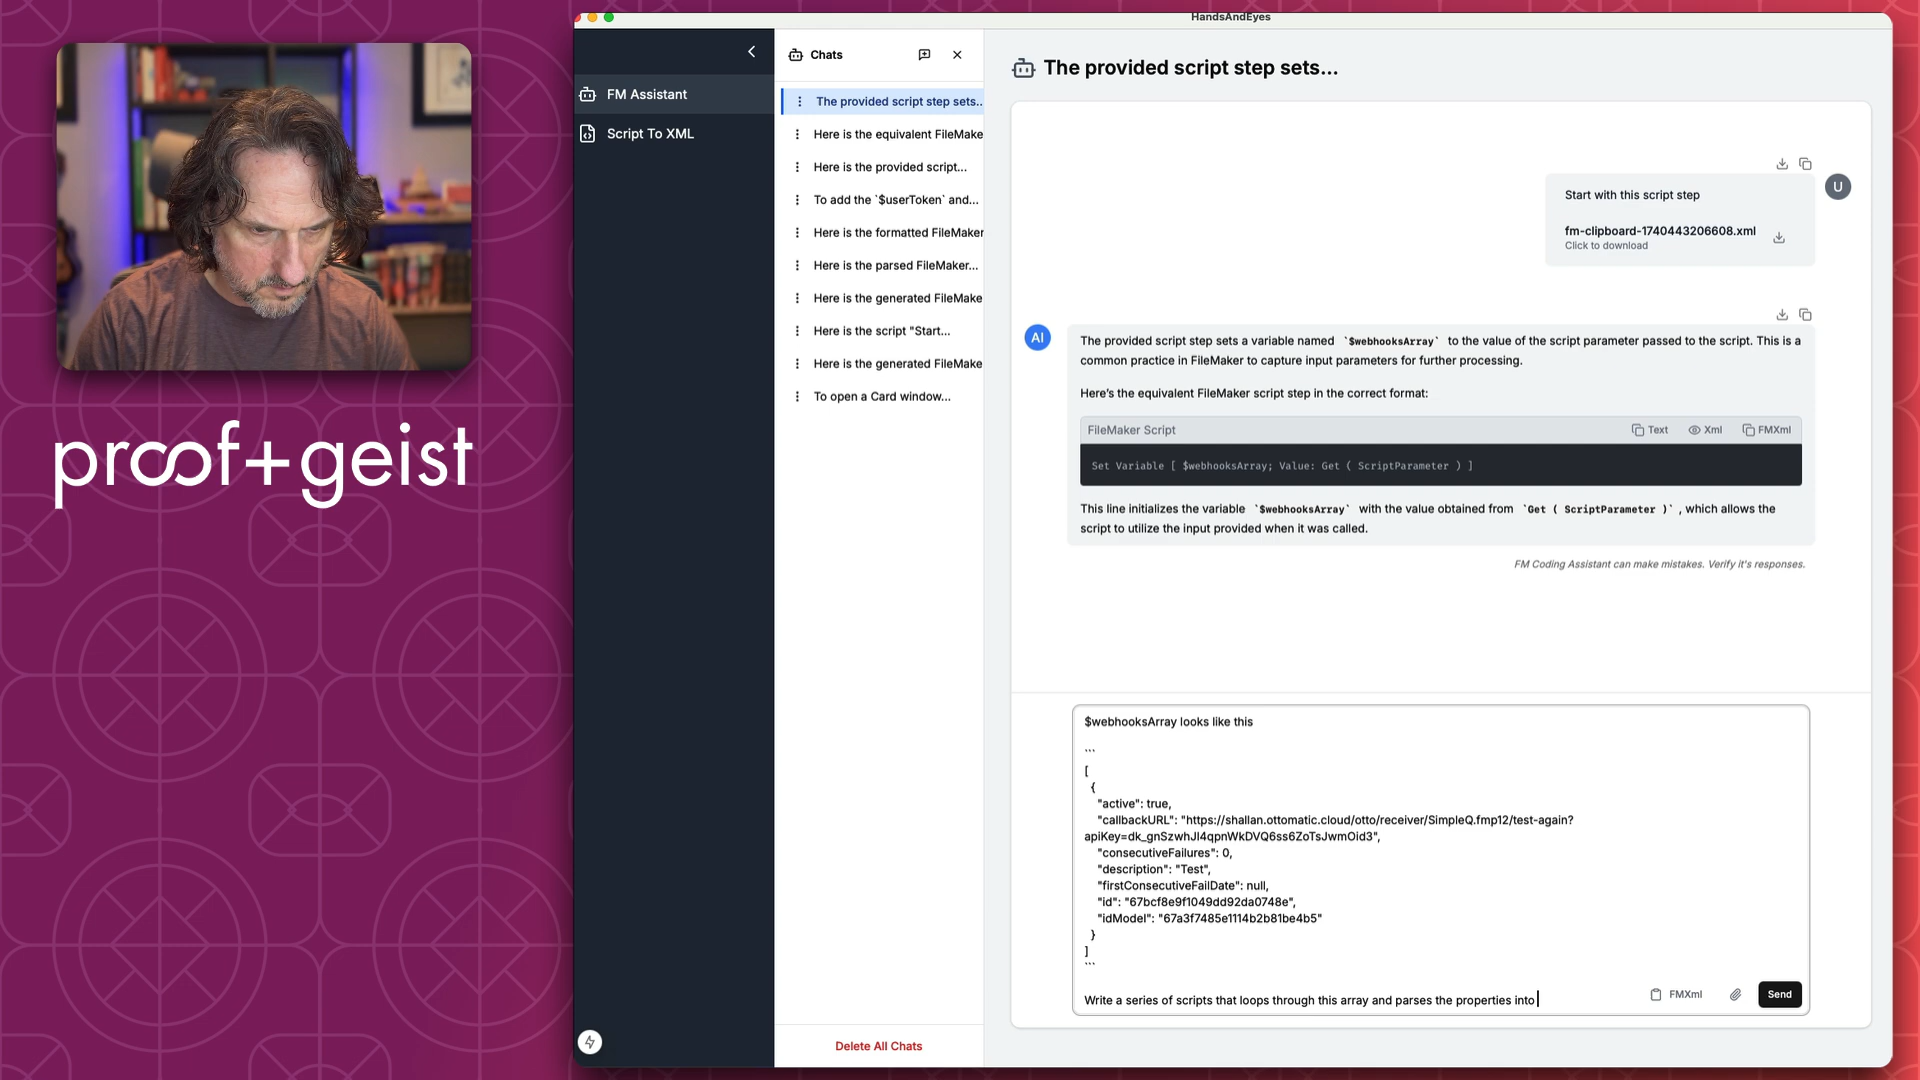 HandsAndEyes
proof+geist
FM Assistant
Script To XML
Chats
The provided script step sets..
Here is the equivalent FileMake
Here is the provided script...
To add the `$userToken` and...
Here is the formatted FileMaker
Here is the parsed FileMaker...
Here is the generated FileMake
Here is the script "Start...
Here is the generated FileMake
To open a Card window...
Delete All Chats
The provided script step sets...
U
Start with this script step
fm-clipboard-1740443206608.xml
Click to download
AI
The provided script step sets a variable named `$webhooksArray` to the value of the script parameter passed to the script. This is a
common practice in FileMaker to capture input parameters for further processing.
Here's the equivalent FileMaker script step in the correct format:
FileMaker Script Text Xml FMXml
Set Variable [ $webhooksArray; Value: Get ( ScriptParameter ) ]
This line initializes the variable `$webhooksArray` with the value obtained from `Get ( ScriptParameter )` , which allows the
script to utilize the input provided when it was called.
FM Coding Assistant can make mistakes. Verify it's responses.
$webhooksArray looks like this
```
[
{
"active": true,
"callbackURL": "https://shallan.ottomatic.cloud/otto/receiver/SimpleQ.fmp12/test-again?
apiKey=dk_gnSzwhJl4qpnWkDVQ6ss6ZoTsJwmOid3",
"consecutiveFailures": 0,
"description": "Test",
"firstConsecutiveFailDate": null,
"id": "67bcf8e9f1049dd92da0748e",
"idModel": "67a3f7485e1114b2b81be4b5"
}
]
```
Write a series of scripts that loops through this array and parses the properties into
FMXml Send